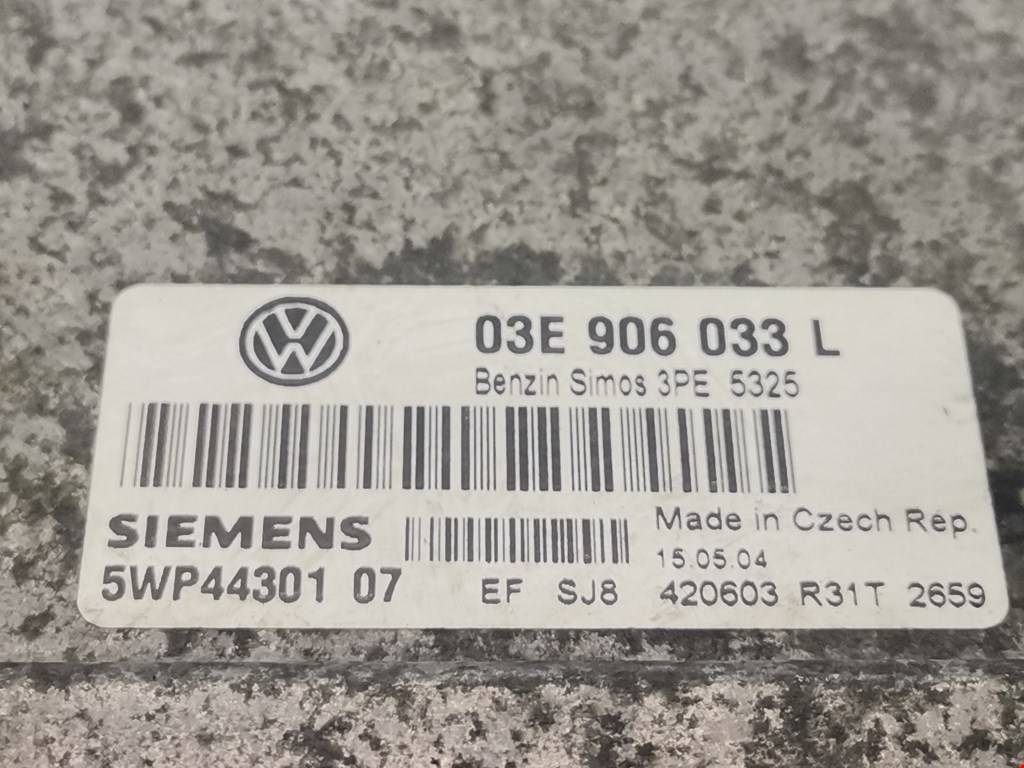 03E 906 033 L
Benzin Simos 3PE 5325
SIEMENS
5WP44301 07
Made in Czech Rep.
15.05.04
EF SJ8 420603 R31T 2659